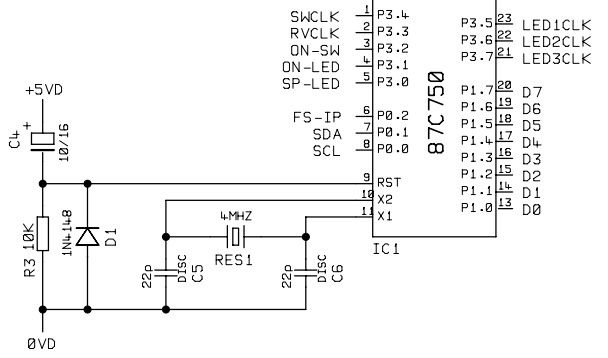 SWCLK 1 P3.4
RVCLK 2 P3.3
ON-SW 3 P3.2
ON-LED 4 P3.1
SP-LED 5 P3.0
FS-IP 6 P0.2
SDA 7 P0.1
SCL 8 P0.0
9 RST
10 X2
11 X1
87C750
IC1
P3.5 23 LED1CLK
P3.6 22 LED2CLK
P3.7 21 LED3CLK
P1.7 20 D7
P1.6 19 D6
P1.5 18 D5
P1.4 17 D4
P1.3 16 D3
P1.2 15 D2
P1.1 14 D1
P1.0 13 D0
+5VD
C4
+
10/16
R3 10K
1N4148
D1
4MHZ
RES1
22p
DISC
C5
22p
DISC
C6
0VD